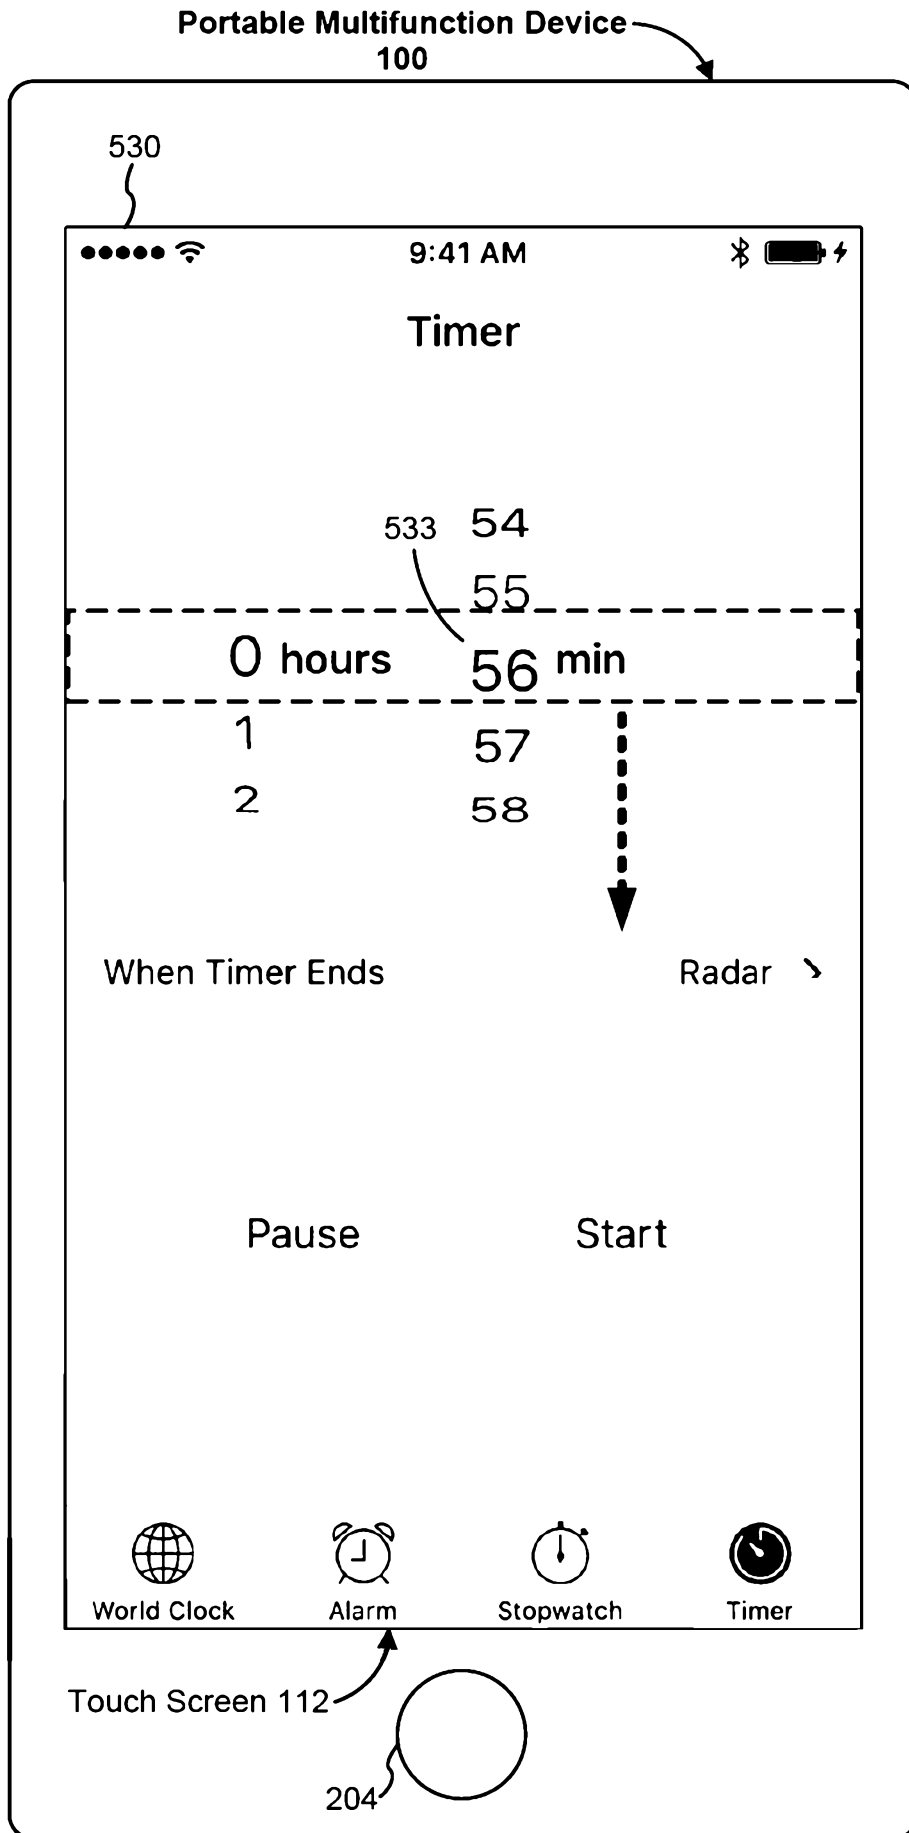 Portable Multifunction Device
100
530
9:41 AM
Timer
533 54
55
0 hours 56 min
1 57
2 58
When Timer Ends Radar
Pause Start
World Clock Alarm Stopwatch Timer
Touch Screen 112
204